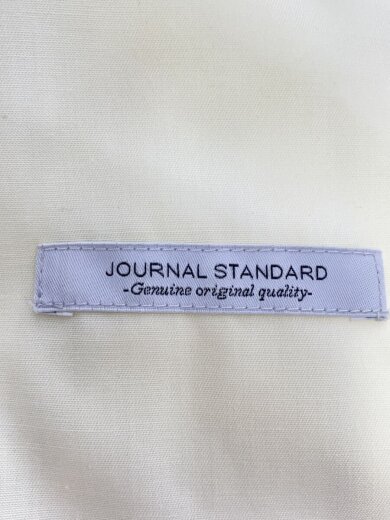 JOURNAL STANDARD
-Genuine original quality-